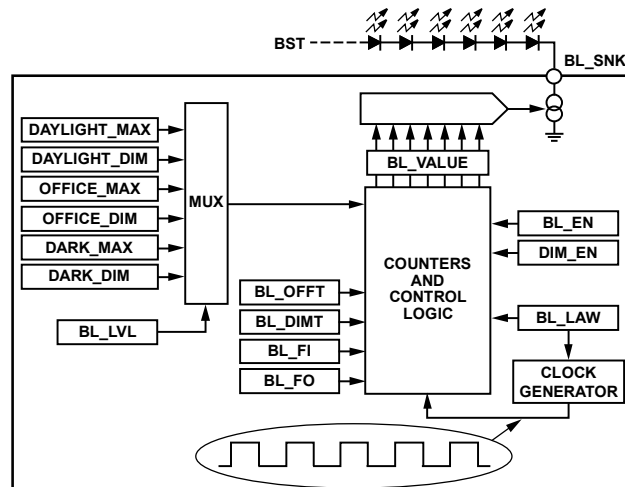 BST
BL_SNK
DAYLIGHT_MAX
DAYLIGHT_DIM
OFFICE_MAX
OFFICE_DIM
DARK_MAX
DARK_DIM
MUX
BL_LVL
BL_VALUE
COUNTERS
AND
CONTROL
LOGIC
BL_OFFT
BL_DIMT
BL_FI
BL_FO
BL_EN
DIM_EN
BL_LAW
CLOCK
GENERATOR